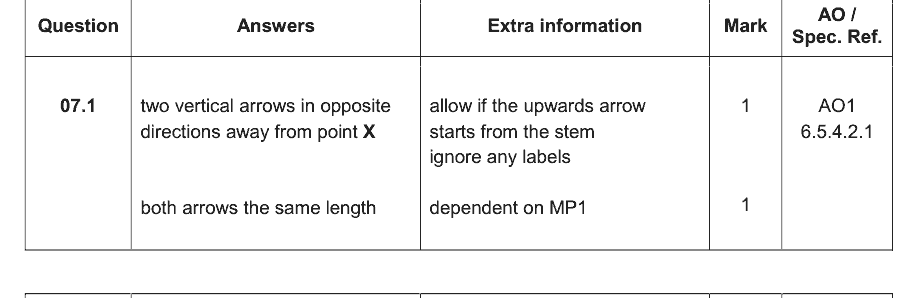 Question Answers Extra information Mark AO /
Spec. Ref.
07.1 two vertical arrows in opposite allow if the upwards arrow 1 AO1
directions away from point X starts from the stem 6.5.4.2.1
ignore any labels
both arrows the same length dependent on MP1 1